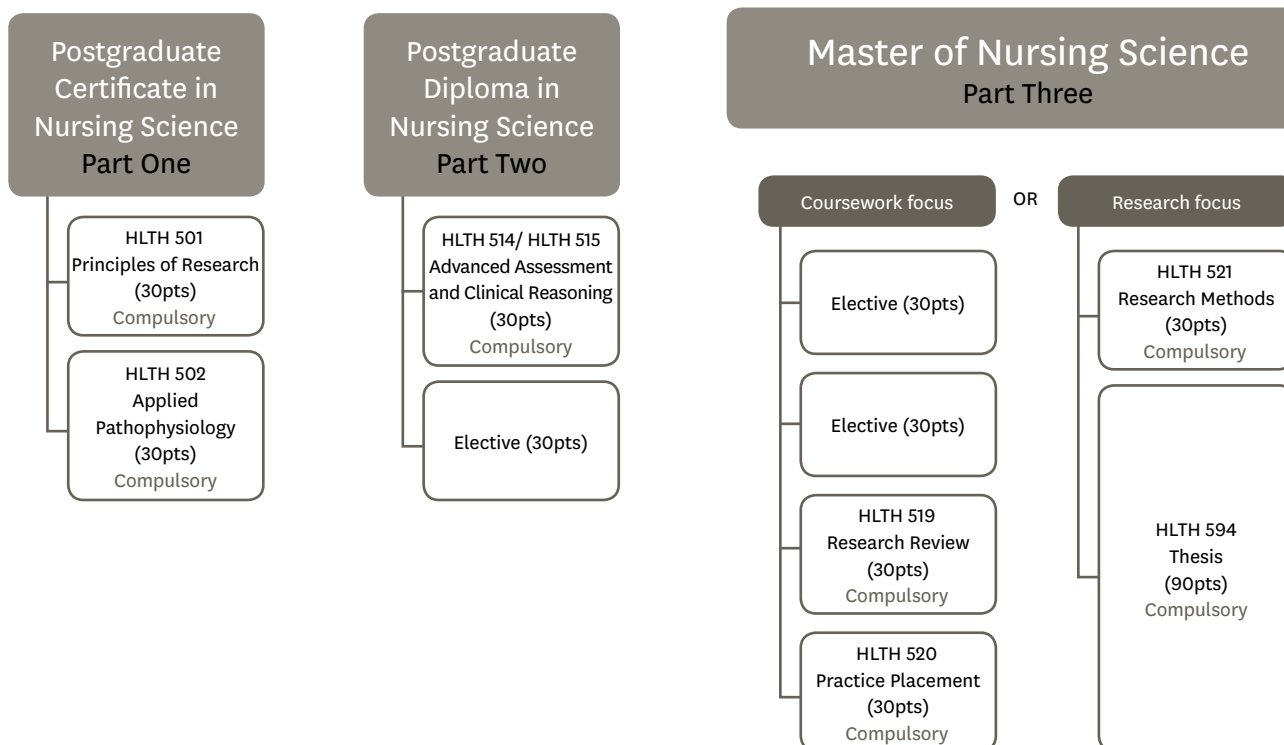 Postgraduate
Certificate in
Nursing Science
Part One
HLTH 501
Principles of Research
(30pts)
Compulsory
HLTH 502
Applied
Pathophysiology
(30pts)
Compulsory
Postgraduate
Diploma in
Nursing Science
Part Two
HLTH 514/ HLTH 515
Advanced Assessment
and Clinical Reasoning
(30pts)
Compulsory
Elective (30pts)
Master of Nursing Science
Part Three
Coursework focus
OR
Research focus
Elective (30pts)
Elective (30pts)
HLTH 519
Research Review
(30pts)
Compulsory
HLTH 520
Practice Placement
(30pts)
Compulsory
HLTH 521
Research Methods
(30pts)
Compulsory
HLTH 594
Thesis
(90pts)
Compulsory